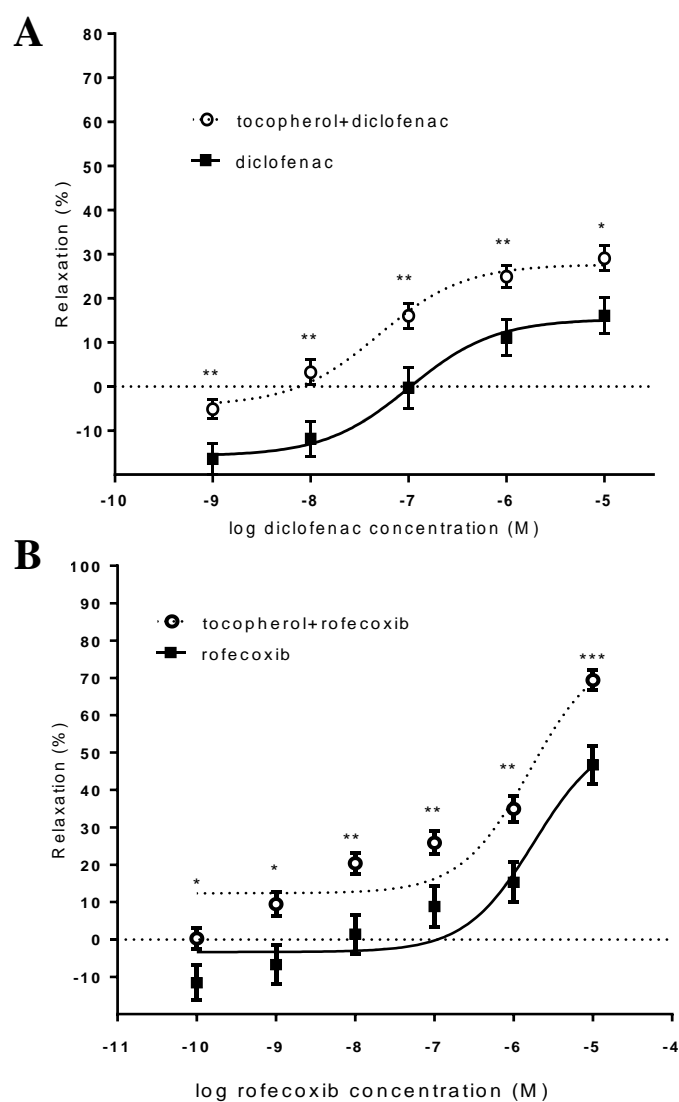 A
80
70
60
50
40
30
20
10
0
-10
Relaxation (%)
tocopherol+diclofenac
diclofenac
**
**
**
**
*
-10 -9 -8 -7 -6 -5
log diclofenac concentration (M)
B
100
90
80
70
60
50
40
30
20
10
0
-10
Relaxation (%)
tocopherol+rofecoxib
rofecoxib
*
*
**
**
**
***
-11 -10 -9 -8 -7 -6 -5 -4
log rofecoxib concentration (M)